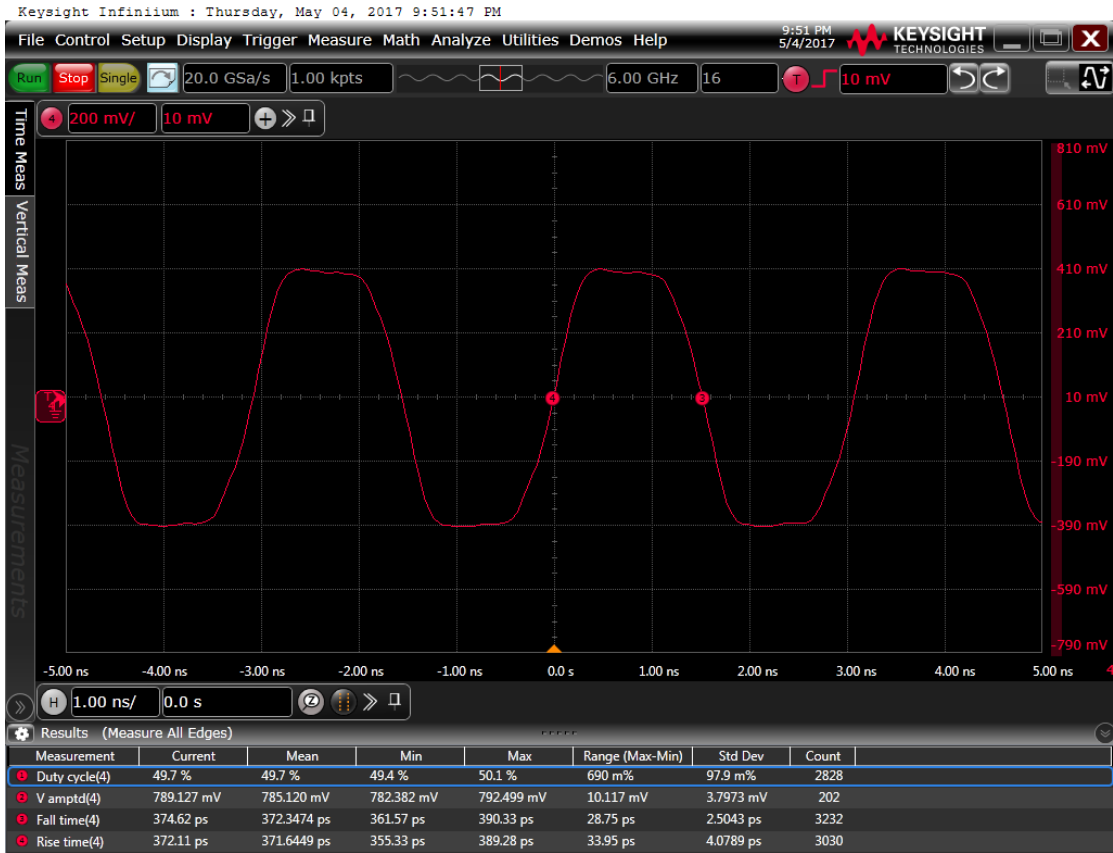 Keysight Infiniium : Thursday, May 04, 2017 9:51:47 PM
File Control Setup Display Trigger Measure Math Analyze Utilities Demos Help 9:51 PM 5/4/2017 KEYSIGHT TECHNOLOGIES X
Run Stop Single 20.0 GSa/s 1.00 kpts 6.00 GHz 16 T 10 mV
4 200 mV/ 10 mV
Time Meas
Vertical Meas
Measurements
810 mV
610 mV
410 mV
210 mV
T 4 3 10 mV
-190 mV
-390 mV
-590 mV
-790 mV
-5.00 ns -4.00 ns -3.00 ns -2.00 ns -1.00 ns 0.0 s 1.00 ns 2.00 ns 3.00 ns 4.00 ns 5.00 ns
H 1.00 ns/ 0.0 s Z
Results (Measure All Edges)
Measurement Current Mean Min Max Range (Max-Min) Std Dev Count
1 Duty cycle(4) 49.7 % 49.7 % 49.4 % 50.1 % 690 m% 97.9 m% 2828
2 V amptd(4) 789.127 mV 785.120 mV 782.382 mV 792.499 mV 10.117 mV 3.7973 mV 202
3 Fall time(4) 374.62 ps 372.3474 ps 361.57 ps 390.33 ps 28.75 ps 2.5043 ps 3232
4 Rise time(4) 372.11 ps 371.6449 ps 355.33 ps 389.28 ps 33.95 ps 4.0789 ps 3030